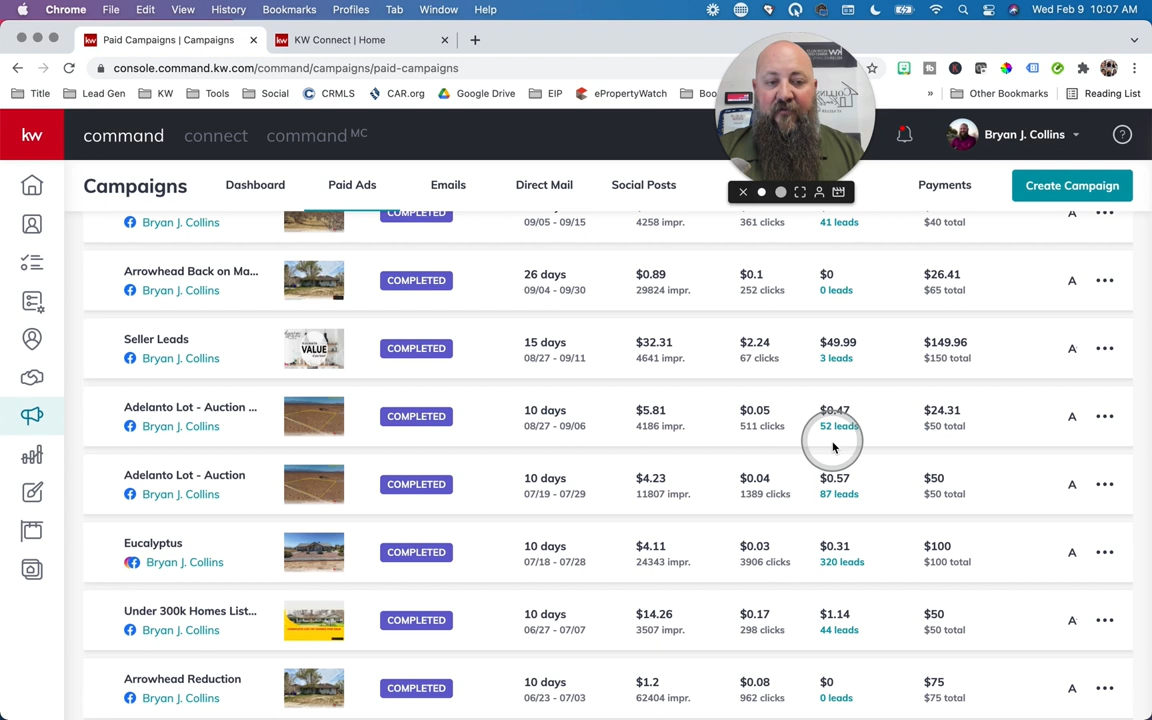 Chrome File Edit View History Bookmarks Profiles Tab Window Help Wed Feb 9 10:07 AM
kw Paid Campaigns | Campaigns kw KW Connect | Home
console.command.kw.com/command/campaigns/paid-campaigns
Title Lead Gen KW Tools Social CRMLS CAR.org Google Drive EIP ePropertyWatch Boo » Other Bookmarks Reading List
kw command connect command MC Bryan J. Collins
Campaigns Dashboard Paid Ads Emails Direct Mail Social Posts Payments Create Campaign
Bryan J. Collins COMPLETED 09/05 - 09/15 4258 impr. 361 clicks 41 leads $40 total A
Arrowhead Back on Ma... $0.89 $0.1 $0 $26.41
26 days
Bryan J. Collins COMPLETED 09/04 - 09/30 29824 impr. 252 clicks 0 leads $65 total A
Seller Leads 15 days $32.31 $2.24 $49.99 $149.96
VALUE
Bryan J. Collins COMPLETED 08/27 - 09/11 4641 impr. 67 clicks 3 leads $150 total A
Adelanto Lot - Auction ... 10 days $5.81 $0.05 $0.47 $24.31
Bryan J. Collins COMPLETED 08/27 - 09/06 4186 impr. 511 clicks 52 leads $50 total A
Adelanto Lot - Auction 10 days $4.23 $0.04 $0.57 $50
Bryan J. Collins COMPLETED 07/19 - 07/29 11807 impr. 1389 clicks 87 leads $50 total A
Eucalyptus 10 days $4.11 $0.03 $0.31 $100
Bryan J. Collins COMPLETED 07/18 - 07/28 24343 impr. 3906 clicks 320 leads $100 total A
Under 300k Homes List... 10 days $14.26 $0.17 $1.14 $50
Bryan J. Collins COMPLETED 06/27 - 07/07 3507 impr. 298 clicks 44 leads $50 total A
Arrowhead Reduction 10 days $1.2 $0.08 $0 $75
Bryan J. Collins COMPLETED 06/23 - 07/03 62404 impr. 962 clicks 0 leads $75 total A